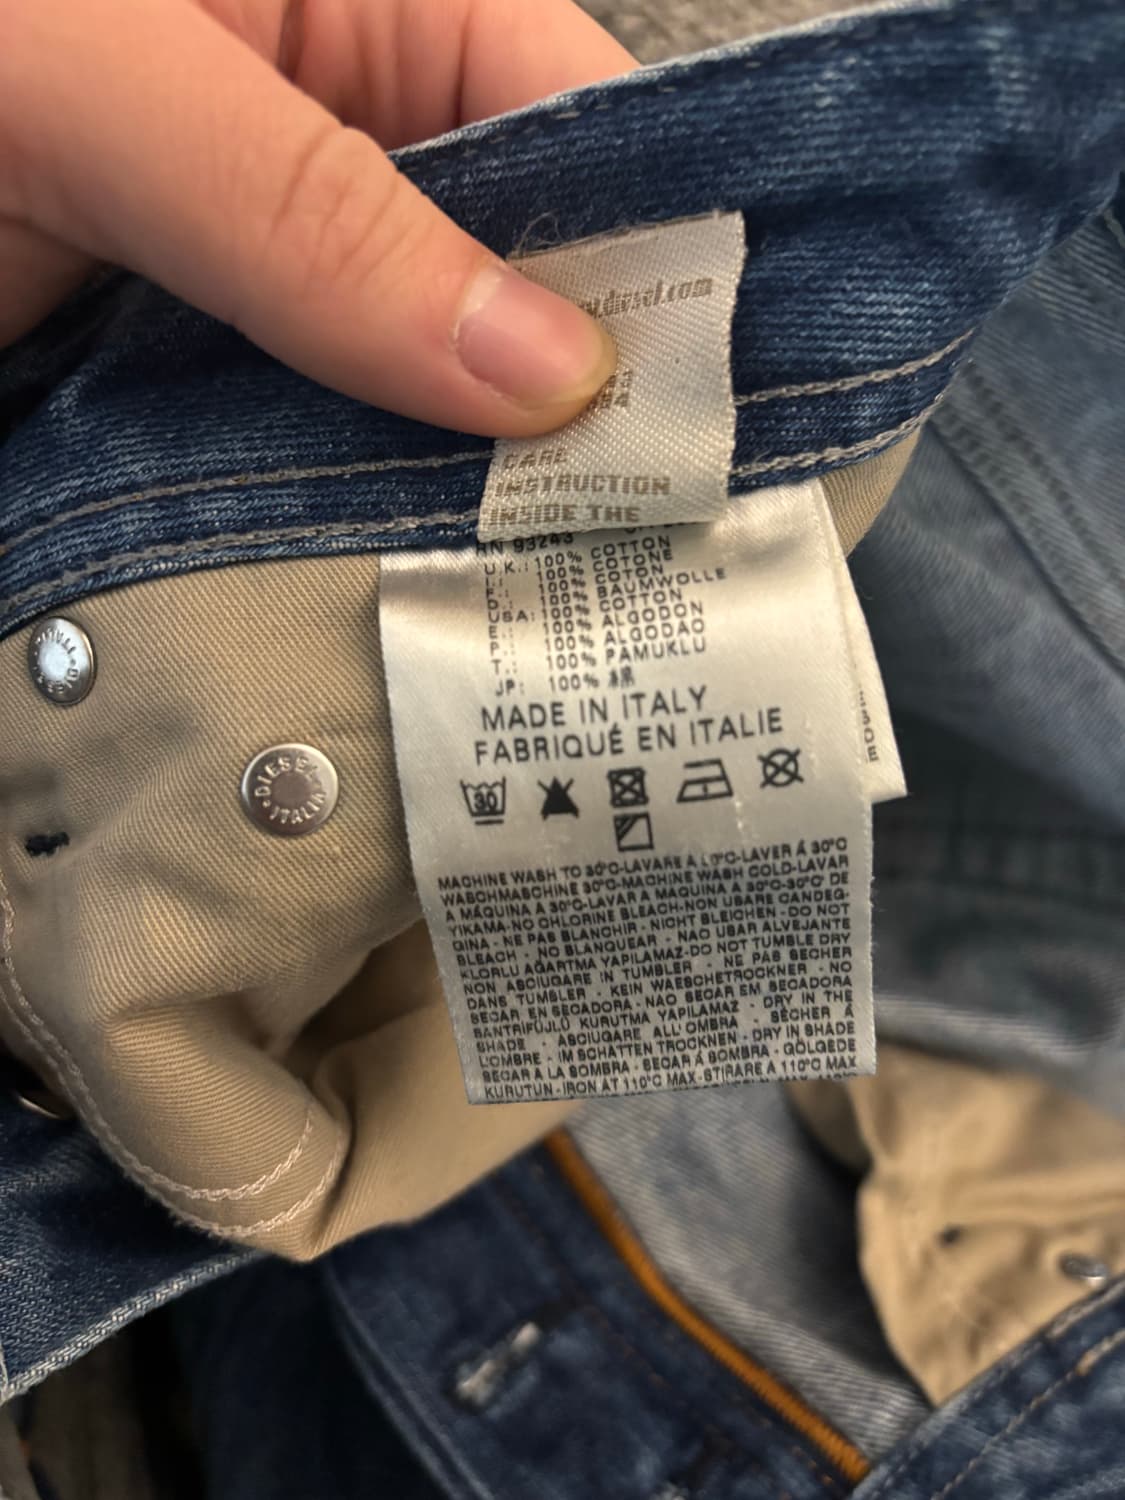 .diesel.com
CARE
INSTRUCTION
INSIDE THE
RN 93243
UK.: 100% COTTON
I.: 100% COTONE
F.: 100% COTON
D.: 100% BAUMWOLLE
USA: 100% COTTON
E.: 100% ALGODON
P.: 100% ALGODAO
T.: 100% PAMUKLU
JP: 100% 綿
MADE IN ITALY
FABRIQUÉ EN ITALIE
30
DIESEL • ITALIA •
MACHINE WASH TO 30°C-LAVARE A 30°C-LAVER Á 30°C
WASCHMASCHINE 30°C-MACHINE WASH COLD-LAVAR
A MÁQUINA A 30°C-LAVAR A MAQUINA A 30°C-30°C' DE
YIKAMA-NO CHLORINE BLEACH-NON USARE CANDEG-
GINA - NE PAS BLANCHIR - NICHT BLEICHEN - DO NOT
BLEACH - NO BLANQUEAR - NAO USAR ALVEJANTE
KLORLU AĞARTMA YAPILAMAZ-DO NOT TUMBLE DRY
NON ASCIUGARE IN TUMBLER - NE PAS SECHER
DANS TUMBLER - KEIN WAESCHETROCKNER - NO
SECAR EN SECADORA - NAO SECAR EM SECADORA
SANTRİFÜJLÜ KURUTMA YAPILAMAZ - DRY IN THE
SHADE - ASCIUGARE ALL'OMBRA - SÉCHER Á
L'OMBRE - IM SCHATTEN TROCKNEN - DRY IN SHADE
SECAR A LA SOMBRA - SECAR Á SOMBRA - GÖLGEDE
KURUTUN - IRON AT 110°C MAX - STIRARE A 110°C MAX